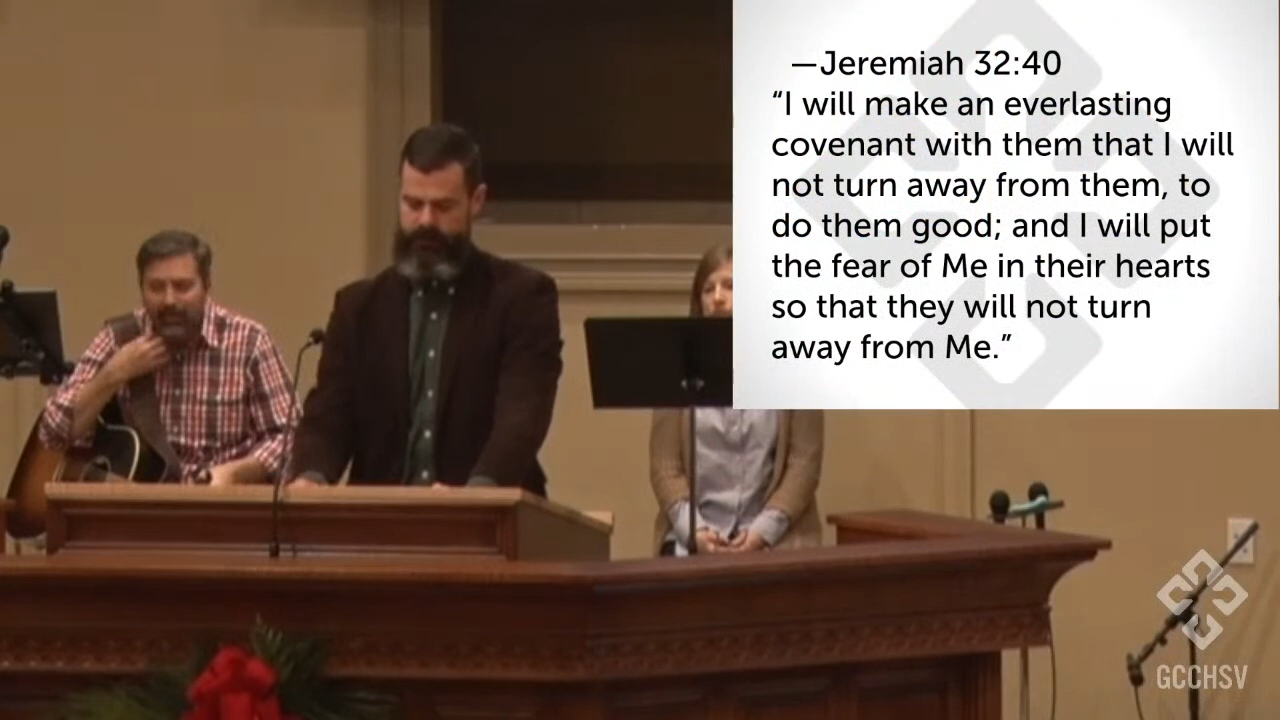 —Jeremiah 32:40
“I will make an everlasting
covenant with them that I will
not turn away from them, to
do them good; and I will put
the fear of Me in their hearts
so that they will not turn
away from Me.”
GCCHSV